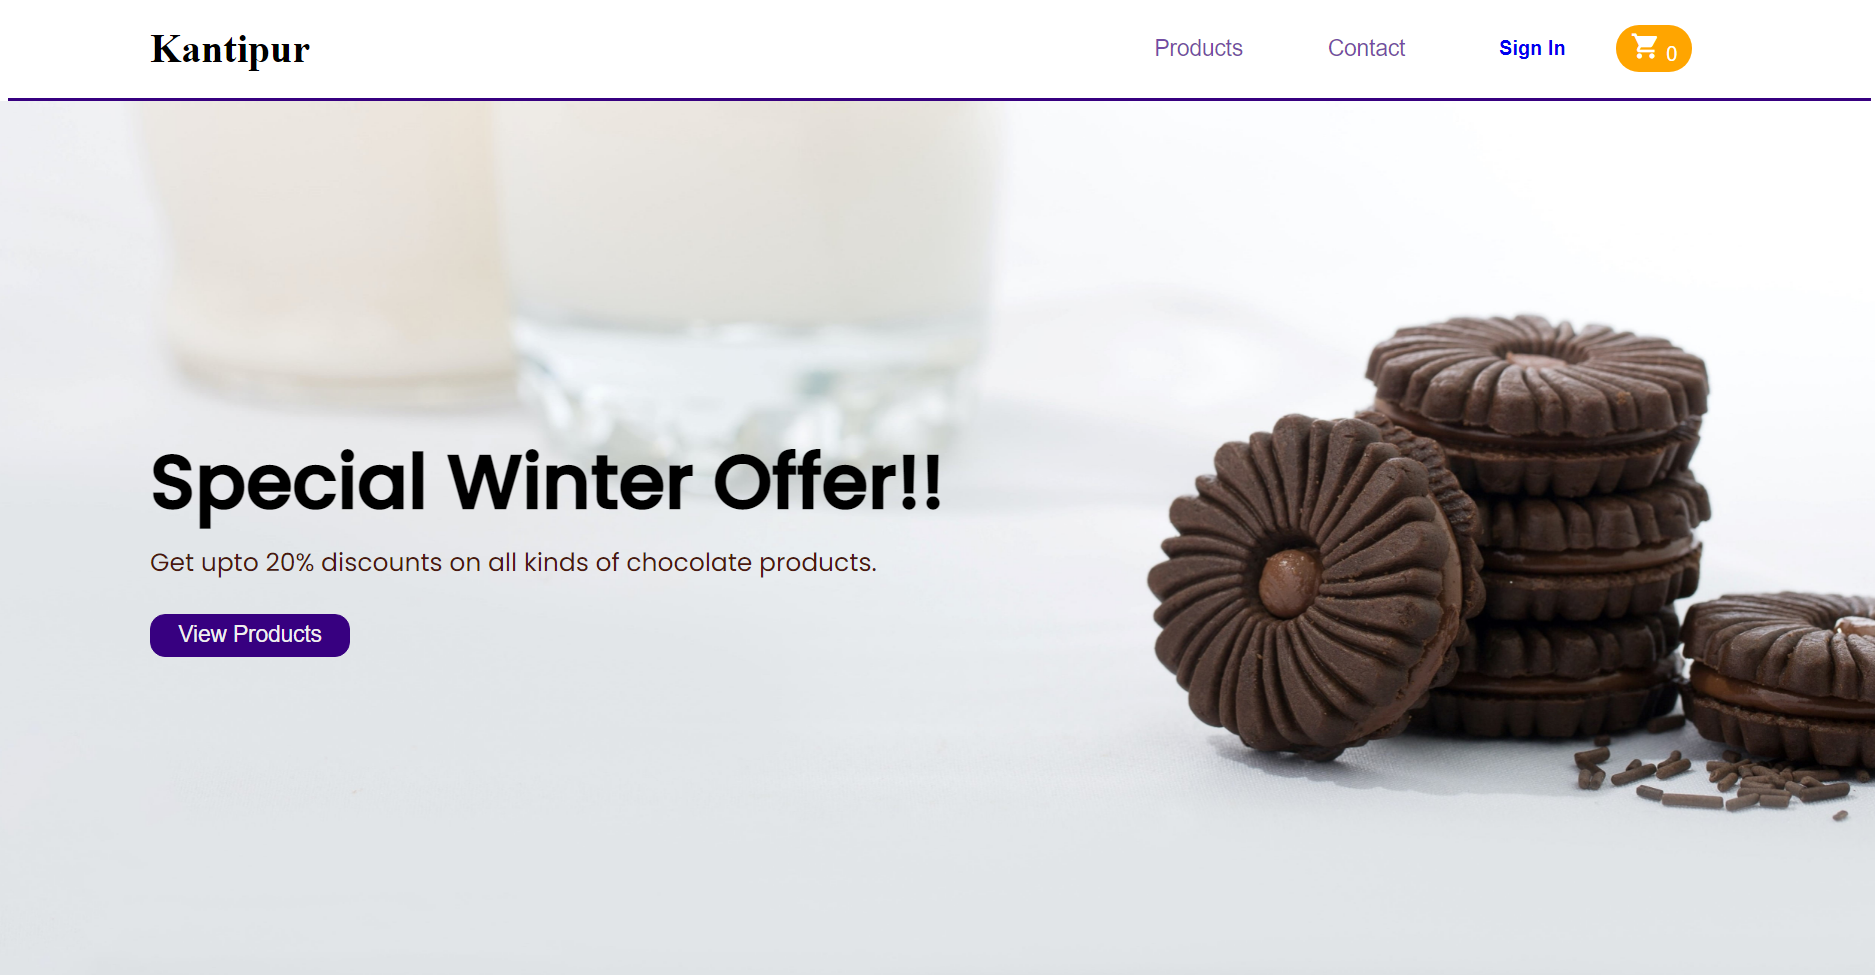 Kantipur
Products
Contact
Sign In
0
Special Winter Offer!!
Get upto 20% discounts on all kinds of chocolate products.
View Products